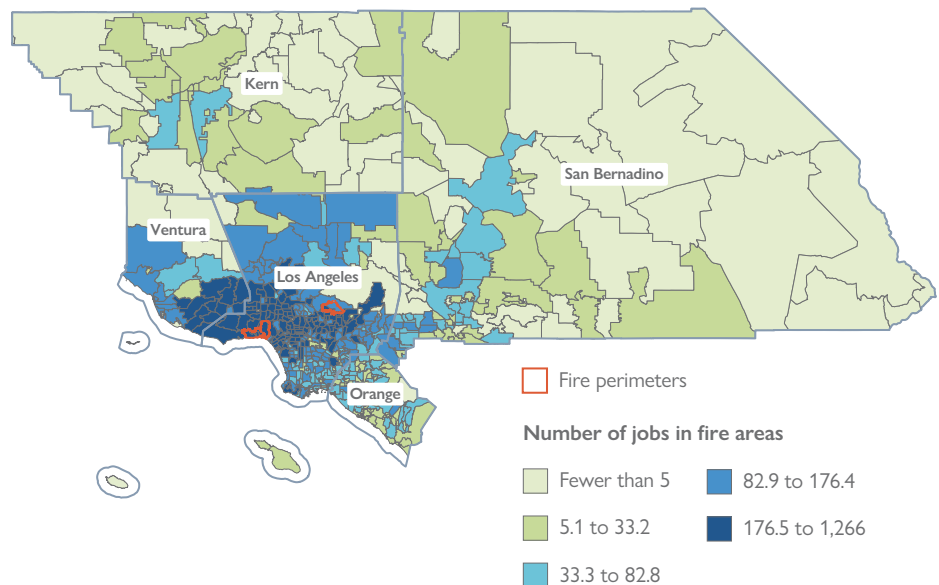 Kern
San Bernadino
Ventura
Los Angeles
Orange
Fire perimeters
Number of jobs in fire areas
Fewer than 5
5.1 to 33.2
33.3 to 82.8
82.9 to 176.4
176.5 to 1,266